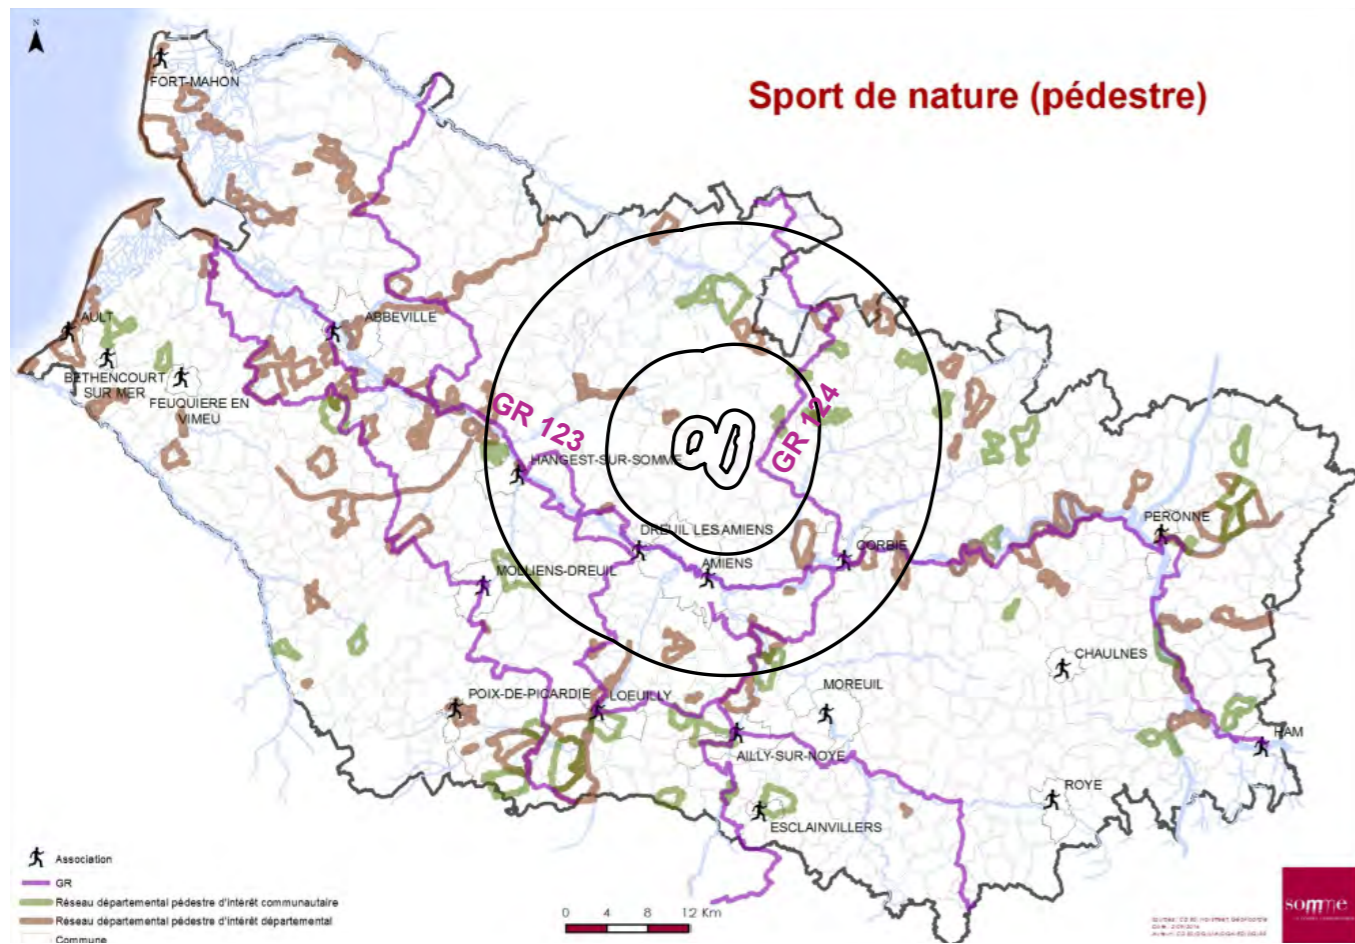 N
Sport de nature (pédestre)
FORT-MAHON
AULT
ABBEVILLE
BETHENCOURT
SUR MER
FEUQUIERE EN
VIMEU
GR 123
GR 124
HANGEST-SUR-SOMME
DREUIL LES AMIENS
AMIENS
CORBIE
PERONNE
MOLLIENS-DREUIL
CHAULNES
POIX-DE-PICARDIE
LOEUILLY
MOREUIL
HAM
AILLY-SUR-NOYE
ROYE
ESCLAINVILLERS
Association
GR
Réseau départemental pédestre d'intérêt communautaire
Réseau départemental pédestre d'intérêt départemental
Commune
0 4 8 12 Km
somme